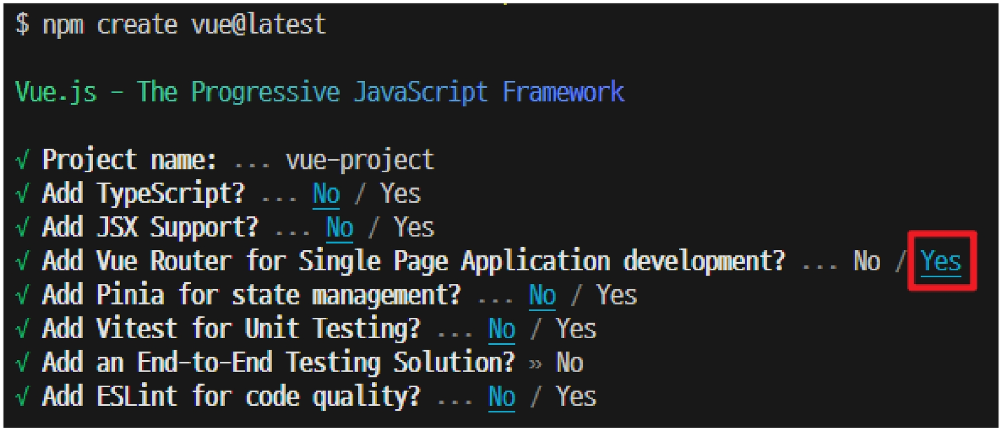 $ npm create vue@latest
Vue.js - The Progressive JavaScript Framework
√ Project name: ... vue-project
√ Add TypeScript? ... No / Yes
√ Add JSX Support? ... No / Yes
√ Add Vue Router for Single Page Application development? ... No / Yes
√ Add Pinia for state management? ... No / Yes
√ Add Vitest for Unit Testing? ... No / Yes
√ Add an End-to-End Testing Solution? » No
√ Add ESLint for code quality? ... No / Yes